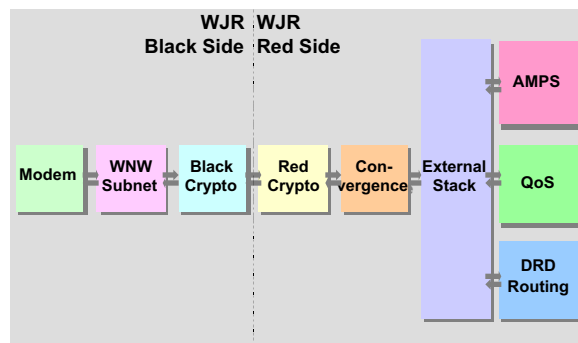 WJR WJR
Black Side Red Side
AMPS
Modem
WNW
Subnet
Black
Crypto
Red
Crypto
Con-
vergence
External
Stack
QoS
DRD
Routing